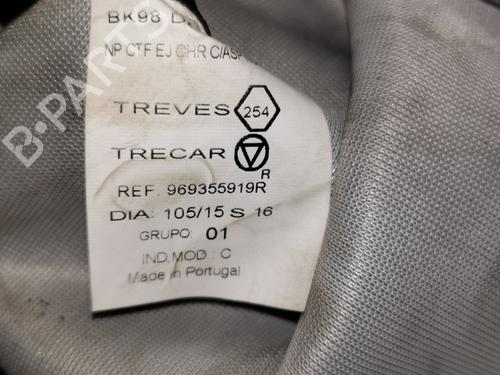 BK98
NP CTF EJ CHR C/ASP
TREVES 254
TRECAR
R
REF. 969355919R
DIA: 105/15 S 16
GRUPO: 01
IND,MOD.: C
Made in Portugal
B-PARTS